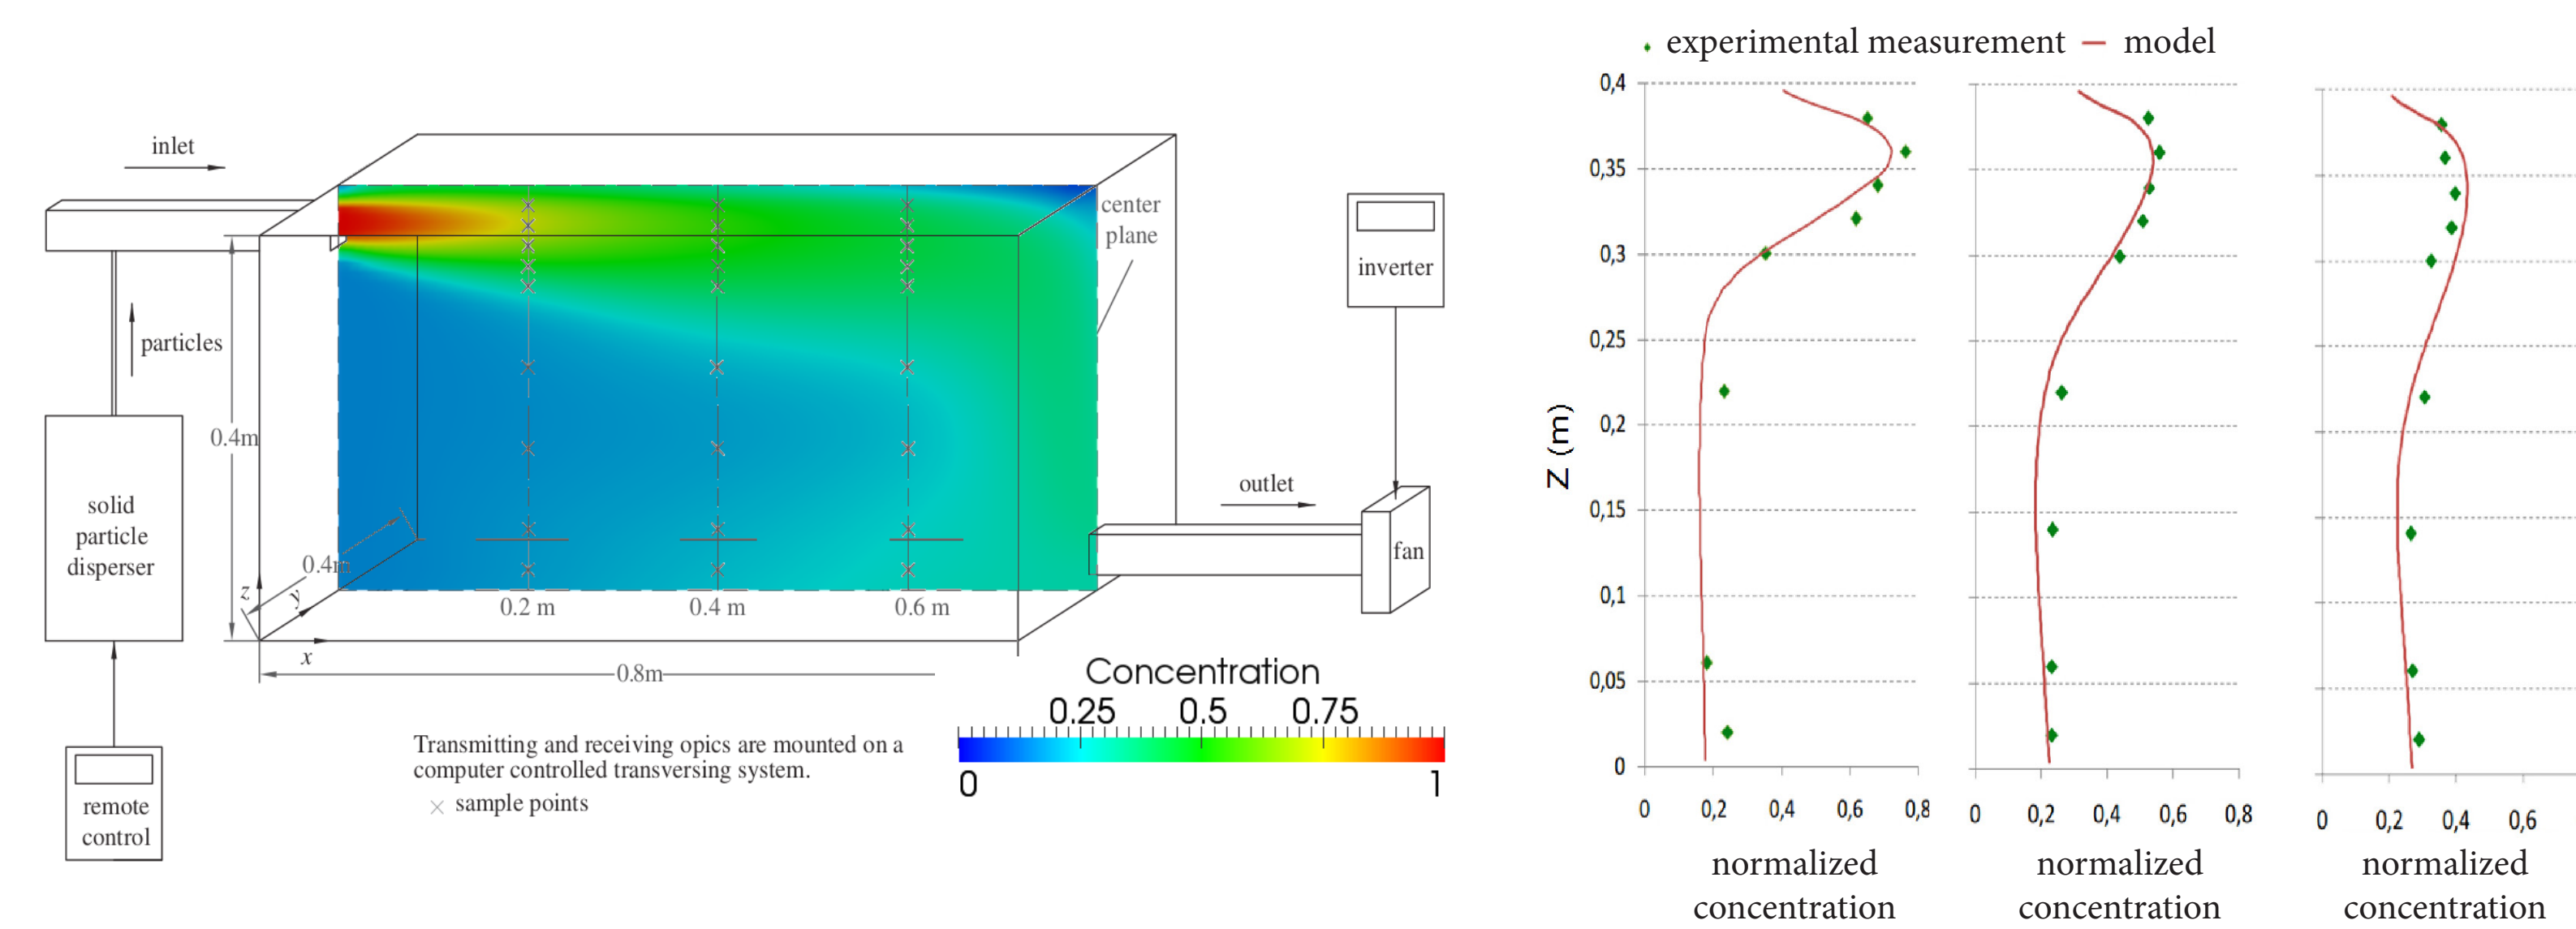 inlet
particles
solid
particle
disperser
remote
control
0.4m
0.4m
z
y
x
0.2 m
0.4 m
0.6 m
0.8m
center
plane
inverter
outlet
fan
Transmitting and receiving opics are mounted on a
computer controlled transversing system.
× sample points
Concentration
0.25 0.5 0.75
0 1
experimental measurement model
Z (m)
0,4
0,35
0,3
0,25
0,2
0,15
0,1
0,05
0
0 0,2 0,4 0,6 0,8
normalized
concentration
0 0,2 0,4 0,6 0,8
normalized
concentration
0 0,2 0,4 0,6
normalized
concentration